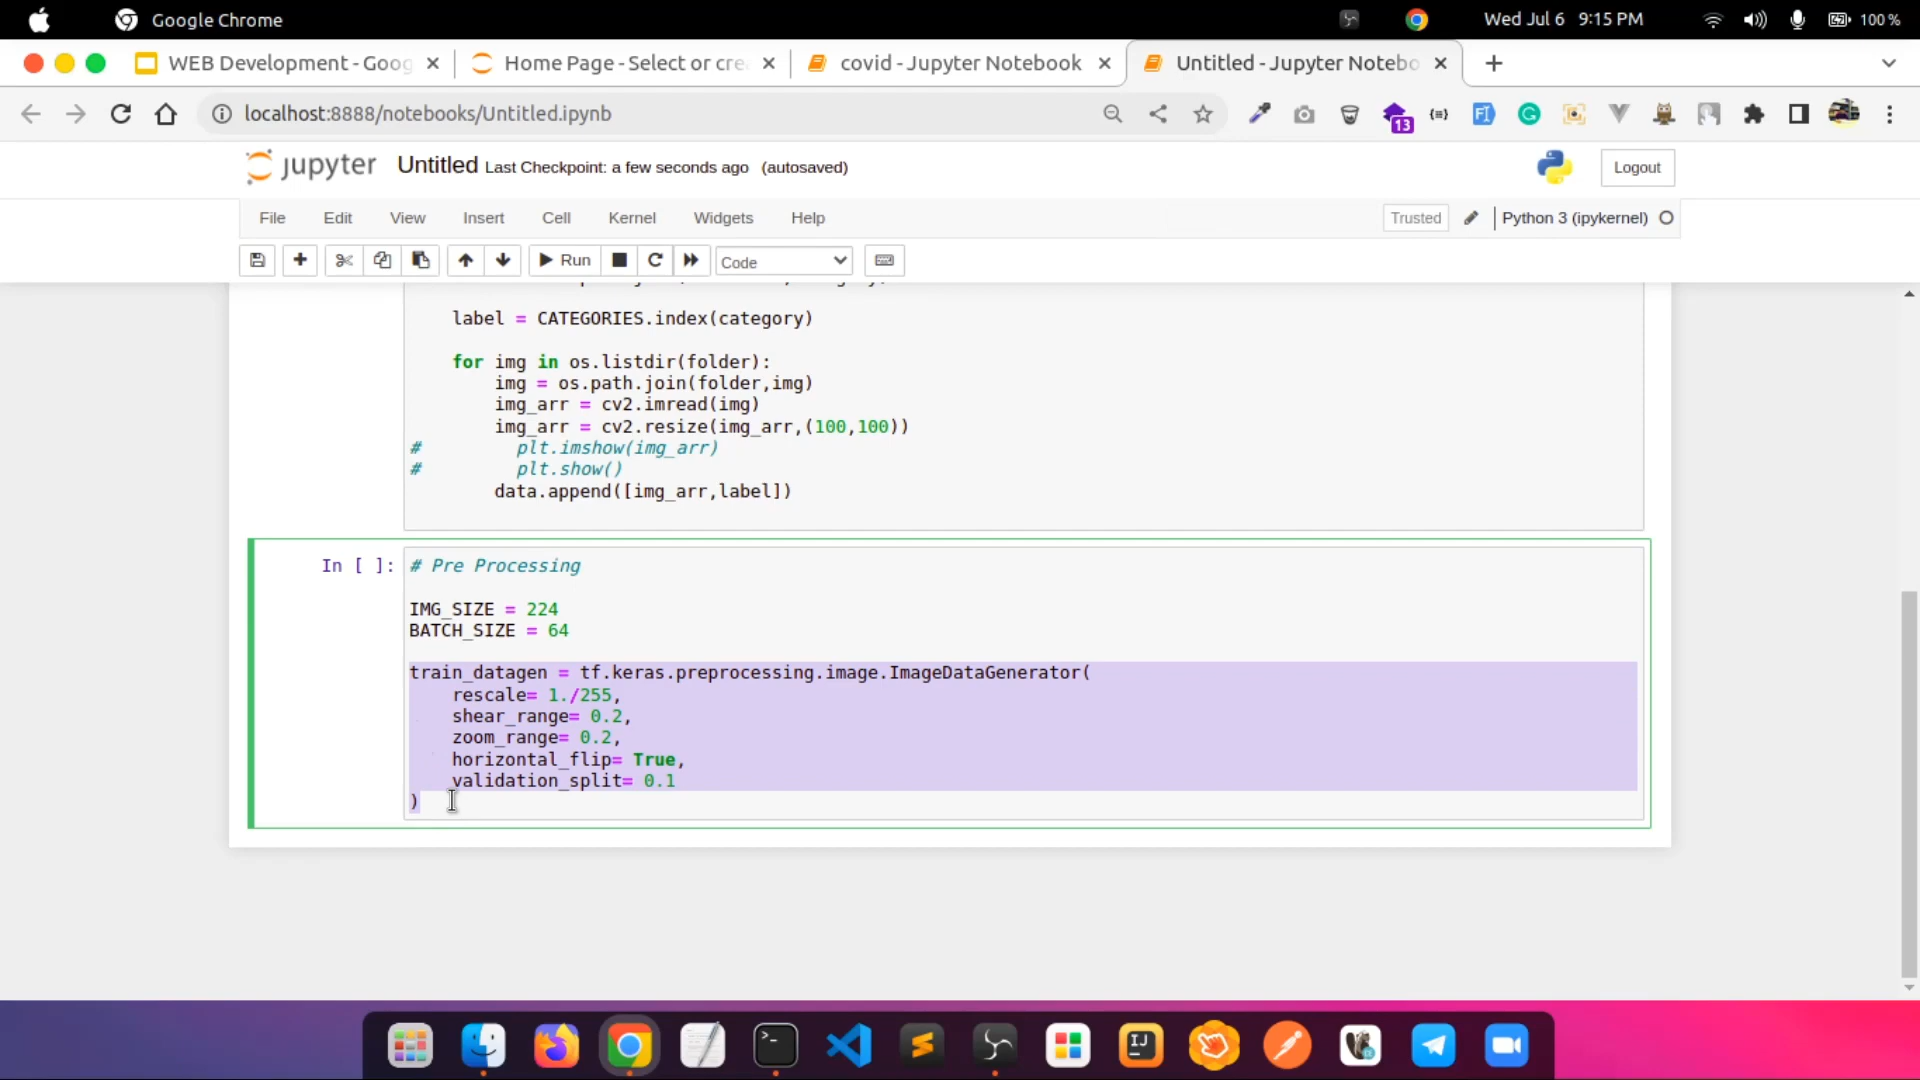 Google Chrome
Wed Jul 6 9:15 PM
100 %
WEB Development - Goog
Home Page - Select or cre
covid - Jupyter Notebook
Untitled - Jupyter Notebo
localhost:8888/notebooks/Untitled.ipynb
13
jupyter Untitled Last Checkpoint: a few seconds ago (autosaved)
Logout
File Edit View Insert Cell Kernel Widgets Help
Trusted
Python 3 (ipykernel)
Run
Code
label = CATEGORIES.index(category)
for img in os.listdir(folder):
img = os.path.join(folder,img)
img_arr = cv2.imread(img)
img_arr = cv2.resize(img_arr,(100,100))
# plt.imshow(img_arr)
# plt.show()
data.append([img_arr,label])
In [ ]: # Pre Processing
IMG_SIZE = 224
BATCH_SIZE = 64
train_datagen = tf.keras.preprocessing.image.ImageDataGenerator(
rescale= 1./255,
shear_range= 0.2,
zoom_range= 0.2,
horizontal_flip= True,
validation_split= 0.1
)